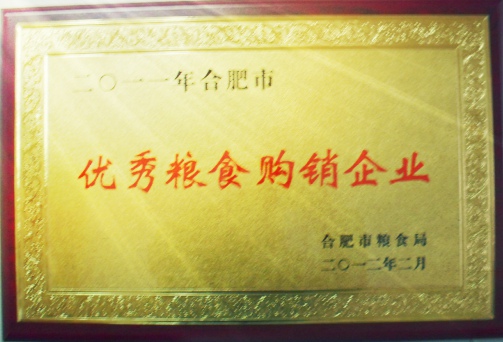 二〇一一年合肥市
优秀粮食购销企业
合肥市粮食局
二〇一二年二月